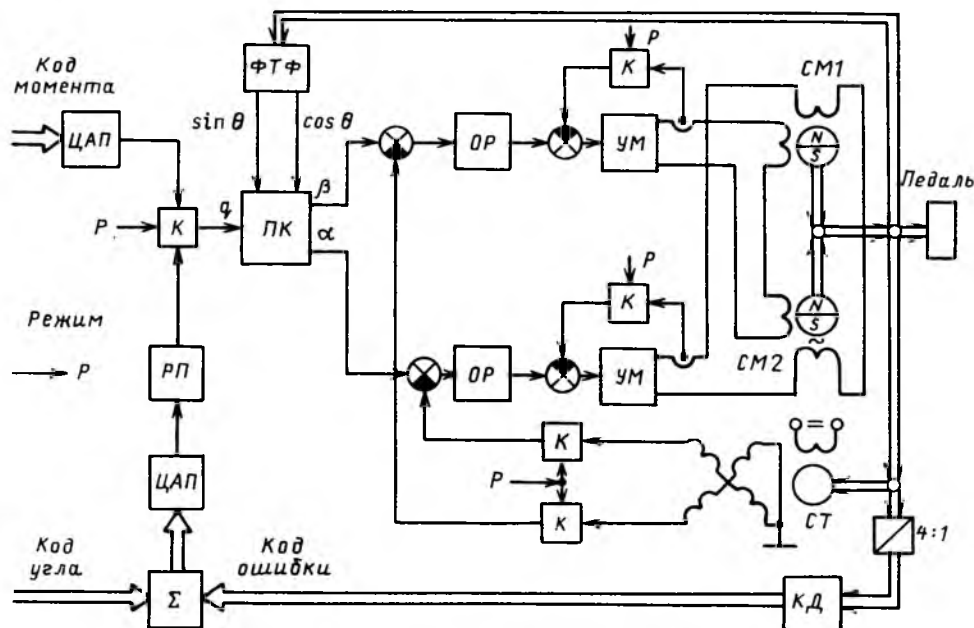 Код
момента
ЦАП
P
К
q
Режим
P
РП
ЦАП
Код
угла
Σ
Код
ошибки
ФТФ
sin θ
cos θ
ПК
β
α
ОР
К
P
УМ
ОР
К
P
УМ
К
P
К
СМ1
N
S
Педаль
N
S
~
СМ2
=
СТ
4:1
КД